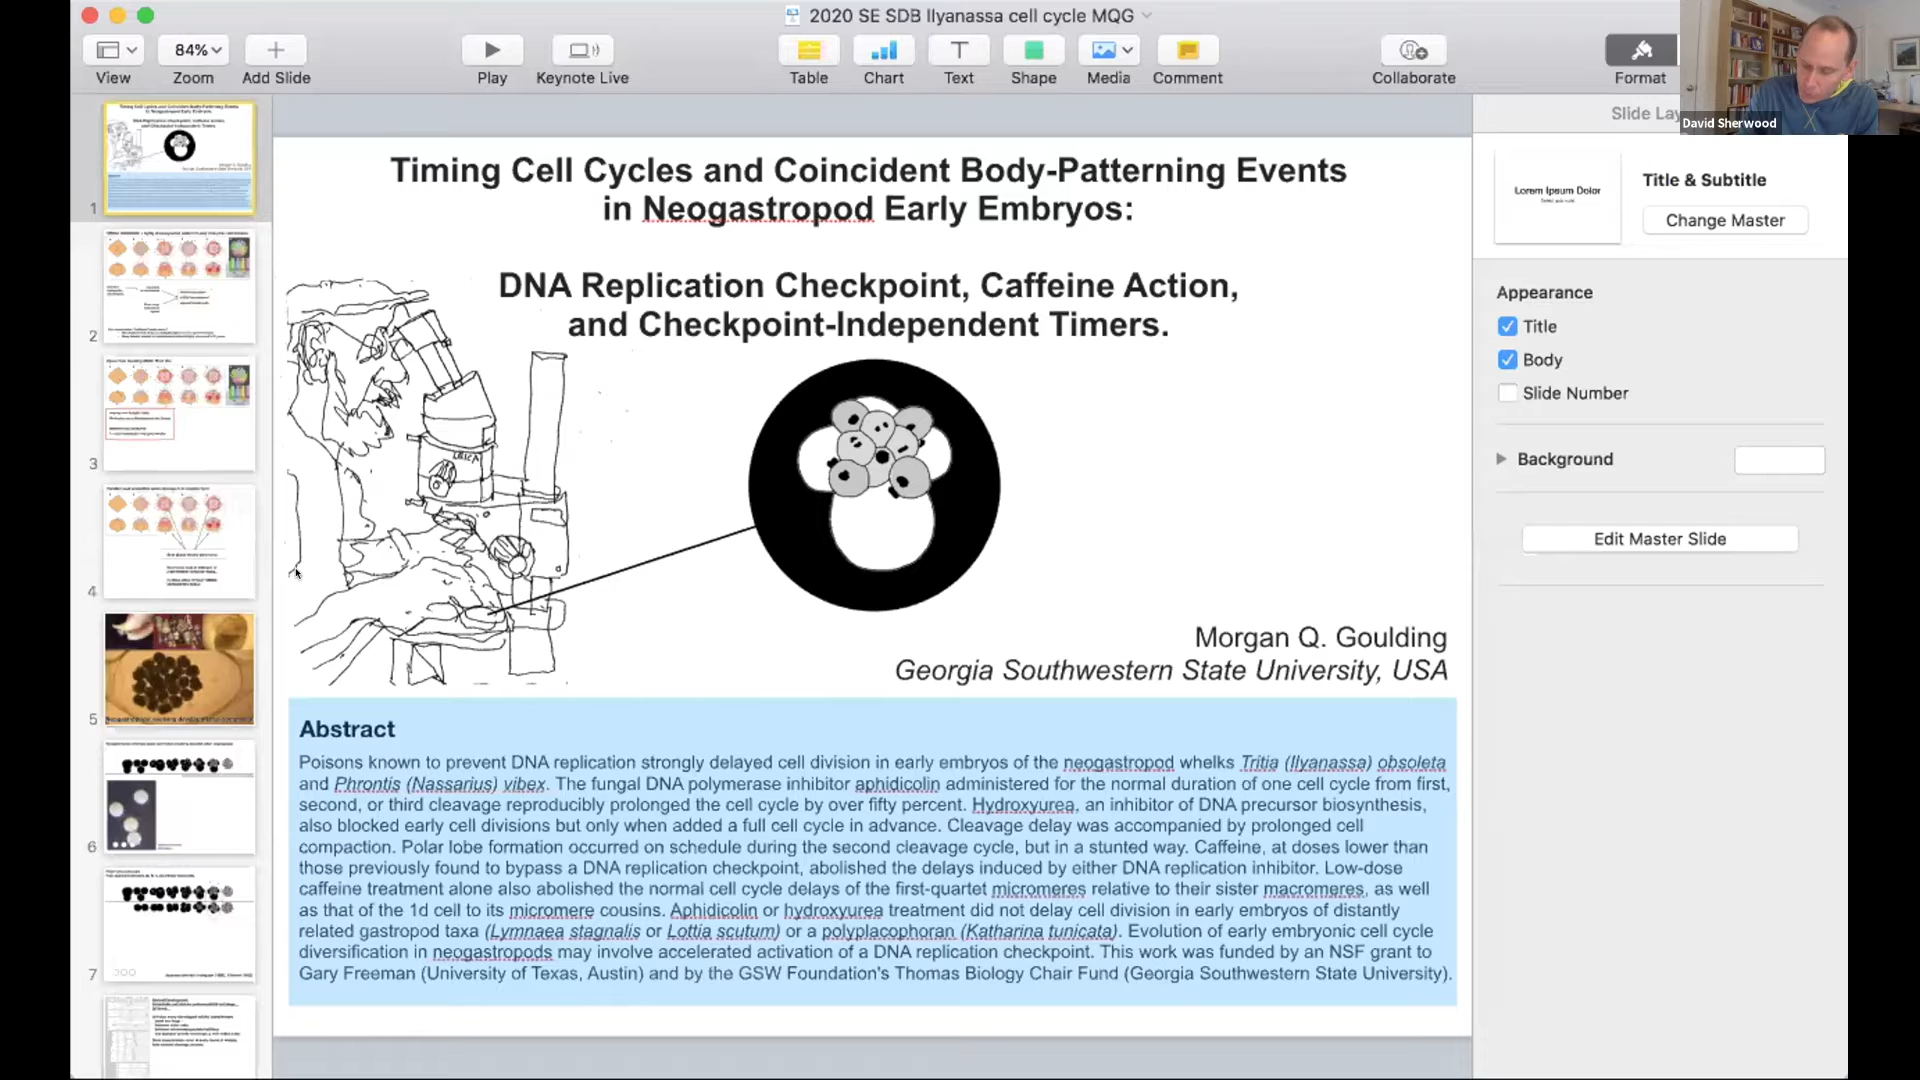 2020 SE SDB Ilyanassa cell cycle MQG
84%
View
Zoom
Add Slide
Play
Keynote Live
Table
Chart
Text
Shape
Media
Comment
Collaborate
Format
David Sherwood
Slide Lay
Lorem Ipsum Dolor
Title & Subtitle
Change Master
Appearance
Title
Body
Slide Number
Background
Edit Master Slide
1
2
3
4
5
6
7
Timing Cell Cycles and Coincident Body-Patterning Events
in Neogastropod Early Embryos:
DNA Replication Checkpoint, Caffeine Action,
and Checkpoint-Independent Timers.
LEICA
Morgan Q. Goulding
Georgia Southwestern State University, USA
Abstract
Poisons known to prevent DNA replication strongly delayed cell division in early embryos of the neogastropod whelks Tritia (Ilyanassa) obsoleta
and Phrontis (Nassarius) vibex. The fungal DNA polymerase inhibitor aphidicolin administered for the normal duration of one cell cycle from first,
second, or third cleavage reproducibly prolonged the cell cycle by over fifty percent. Hydroxyurea, an inhibitor of DNA precursor biosynthesis,
also blocked early cell divisions but only when added a full cell cycle in advance. Cleavage delay was accompanied by prolonged cell
compaction. Polar lobe formation occurred on schedule during the second cleavage cycle, but in a stunted way. Caffeine, at doses lower than
those previously found to bypass a DNA replication checkpoint, abolished the delays induced by either DNA replication inhibitor. Low-dose
caffeine treatment alone also abolished the normal cell cycle delays of the first-quartet micromeres relative to their sister macromeres, as well
as that of the 1d cell to its micromere cousins. Aphidicolin or hydroxyurea treatment did not delay cell division in early embryos of distantly
related gastropod taxa (Lymnaea stagnalis or Lottia scutum) or a polyplacophoran (Katharina tunicata). Evolution of early embryonic cell cycle
diversification in neogastropods may involve accelerated activation of a DNA replication checkpoint. This work was funded by an NSF grant to
Gary Freeman (University of Texas, Austin) and by the GSW Foundation's Thomas Biology Chair Fund (Georgia Southwestern State University).